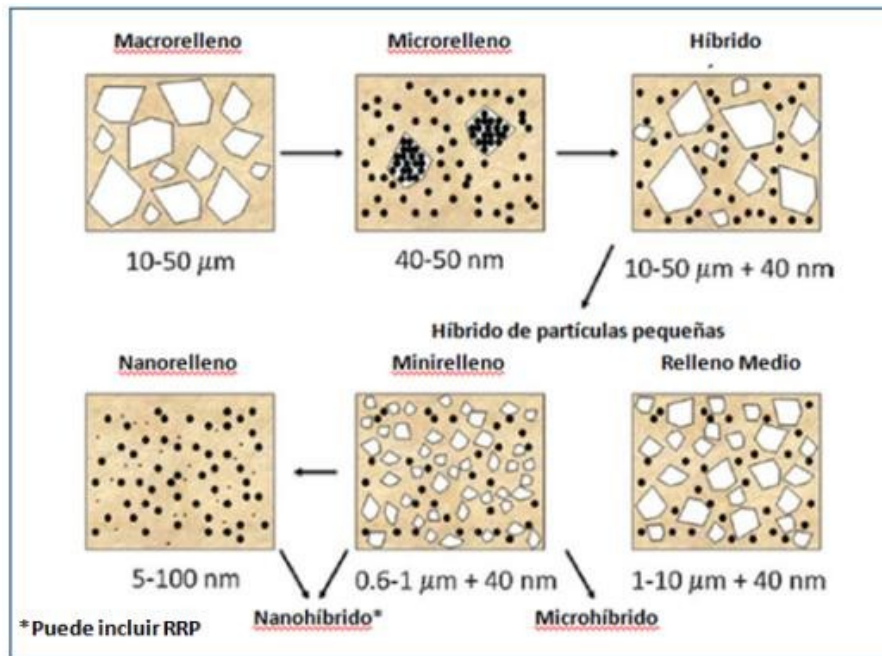 Macrorelleno Microrelleno Híbrido
10-50 μm 40-50 nm 10-50 μm + 40 nm
Híbrido de partículas pequeñas
Nanorelleno Minirelleno Relleno Medio
5-100 nm 0.6-1 μm + 40 nm 1-10 μm + 40 nm
*Puede incluir RRP Nanohíbrido* Microhíbrido